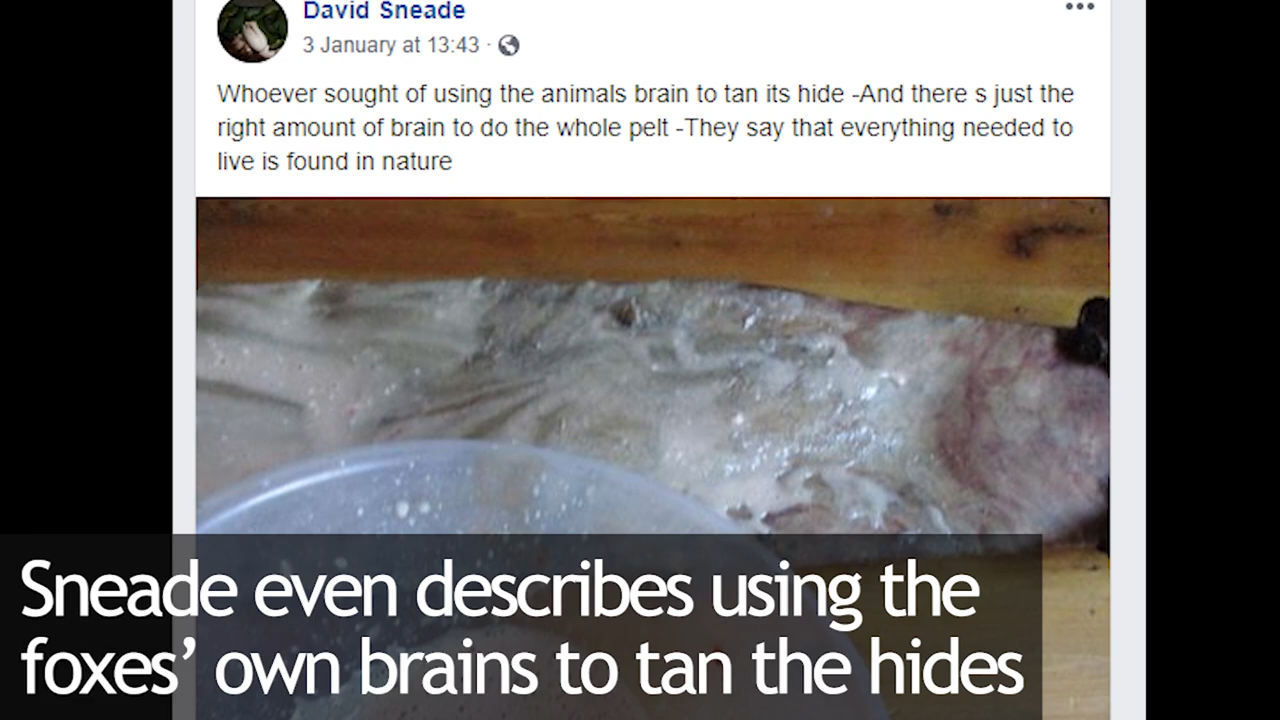 David Sneade
3 January at 13:43 ·
Whoever sought of using the animals brain to tan its hide -And there s just the
right amount of brain to do the whole pelt -They say that everything needed to
live is found in nature
Sneade even describes using the
foxes’ own brains to tan the hides